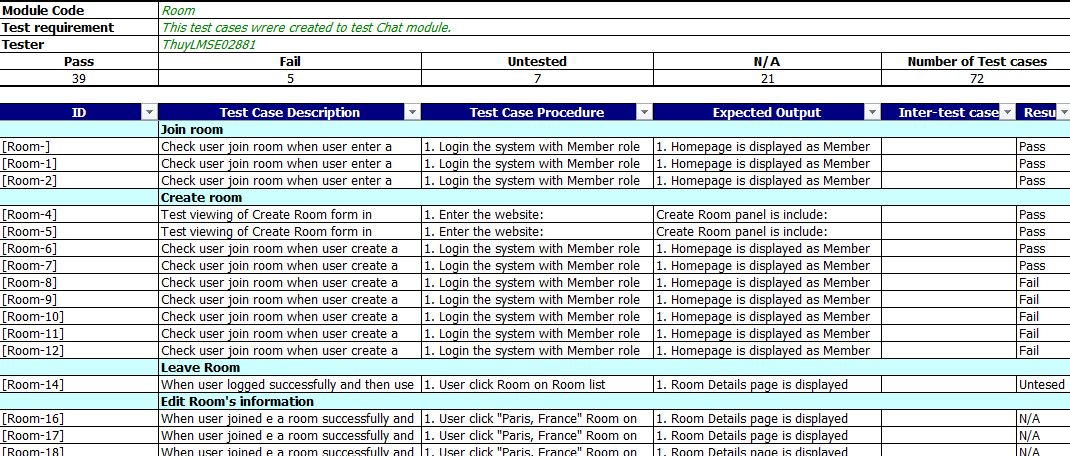 Module Code Room
Test requirement This test cases wrere created to test Chat module.
Tester ThuyLMSE02881
Pass Fail Untested N/A Number of Test cases
39 5 7 21 72
ID Test Case Description Test Case Procedure Expected Output Inter-test case Resu
Join room
[Room-] Check user join room when user enter a 1. Login the system with Member role 1. Homepage is displayed as Member Pass
[Room-1] Check user join room when user enter a 1. Login the system with Member role 1. Homepage is displayed as Member Pass
[Room-2] Check user join room when user enter a 1. Login the system with Member role 1. Homepage is displayed as Member Pass
Create room
[Room-4] Test viewing of Create Room form in 1. Enter the website: Create Room panel is include: Pass
[Room-5] Test viewing of Create Room form in 1. Enter the website: Create Room panel is include: Pass
[Room-6] Check user join room when user create a 1. Login the system with Member role 1. Homepage is displayed as Member Pass
[Room-7] Check user join room when user create a 1. Login the system with Member role 1. Homepage is displayed as Member Pass
[Room-8] Check user join room when user create a 1. Login the system with Member role 1. Homepage is displayed as Member Fail
[Room-9] Check user join room when user create a 1. Login the system with Member role 1. Homepage is displayed as Member Fail
[Room-10] Check user join room when user create a 1. Login the system with Member role 1. Homepage is displayed as Member Fail
[Room-11] Check user join room when user create a 1. Login the system with Member role 1. Homepage is displayed as Member Fail
[Room-12] Check user join room when user create a 1. Login the system with Member role 1. Homepage is displayed as Member Fail
Leave Room
[Room-14] When user logged successfully and then use 1. User click Room on Room list 1. Room Details page is displayed Untesed
Edit Room's information
[Room-16] When user joined e a room successfully and 1. User click "Paris, France" Room on 1. Room Details page is displayed N/A
[Room-17] When user joined e a room successfully and 1. User click "Paris, France" Room on 1. Room Details page is displayed N/A
[Room-18] When user joined e a room successfully and 1. User click "Paris, France" Room on 1. Room Details page is displayed N/A